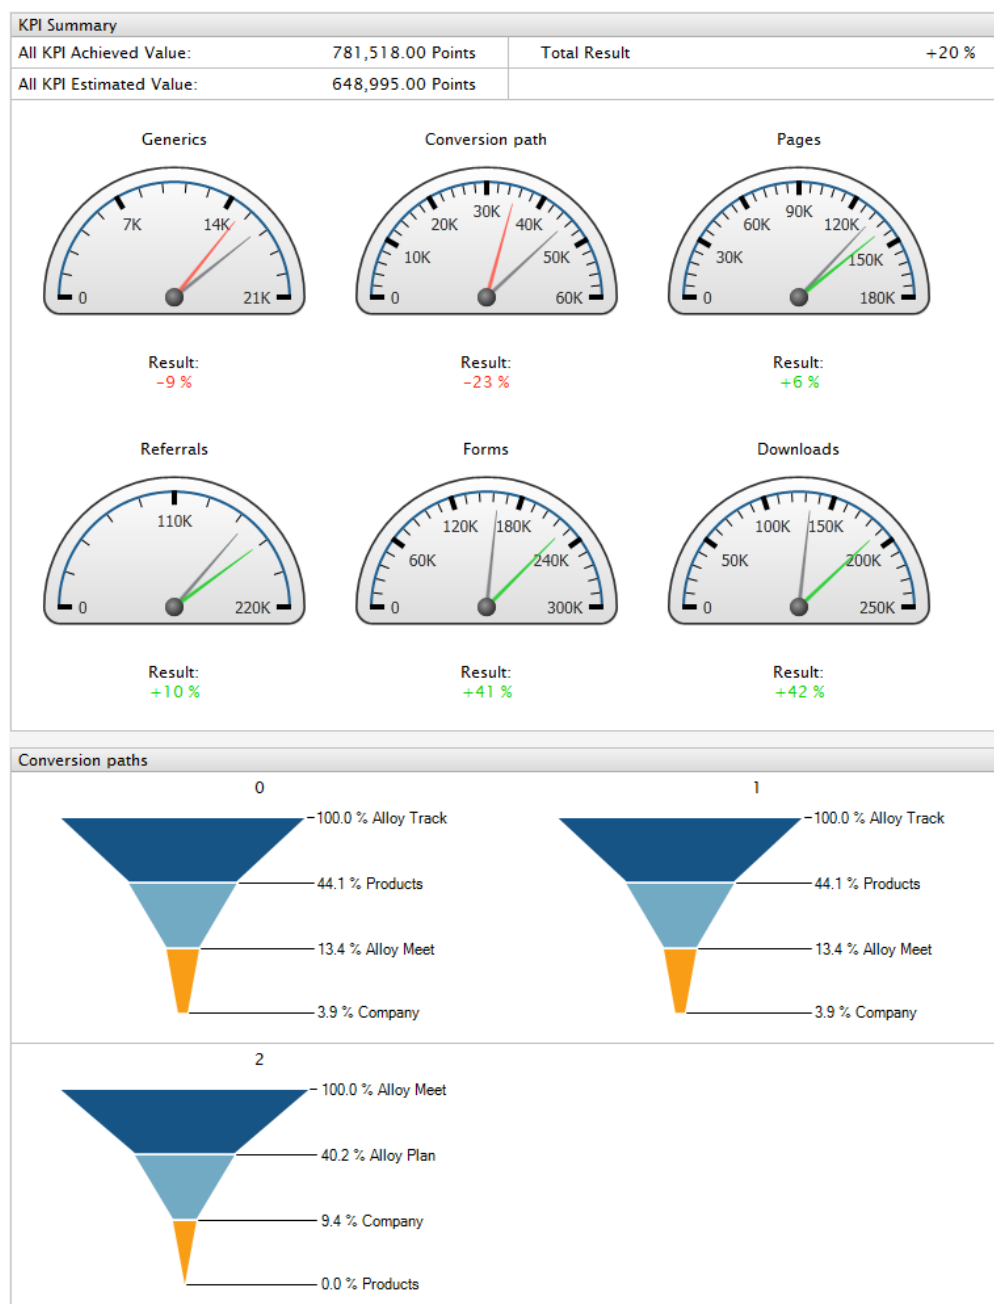 KPI Summary
All KPI Achieved Value: 781,518.00 Points Total Result +20 %
All KPI Estimated Value: 648,995.00 Points
Generics Conversion path Pages
0 7K 14K 21K
0 10K 20K 30K 40K 50K 60K
0 30K 60K 90K 120K 150K 180K
Result: Result: Result:
-9 % -23 % +6 %
Referrals Forms Downloads
0 110K 220K
0 60K 120K 180K 240K 300K
0 50K 100K 150K 200K 250K
Result: Result: Result:
+10 % +41 % +42 %
Conversion paths
0
100.0 % Alloy Track
44.1 % Products
13.4 % Alloy Meet
3.9 % Company
1
100.0 % Alloy Track
44.1 % Products
13.4 % Alloy Meet
3.9 % Company
2
100.0 % Alloy Meet
40.2 % Alloy Plan
9.4 % Company
0.0 % Products